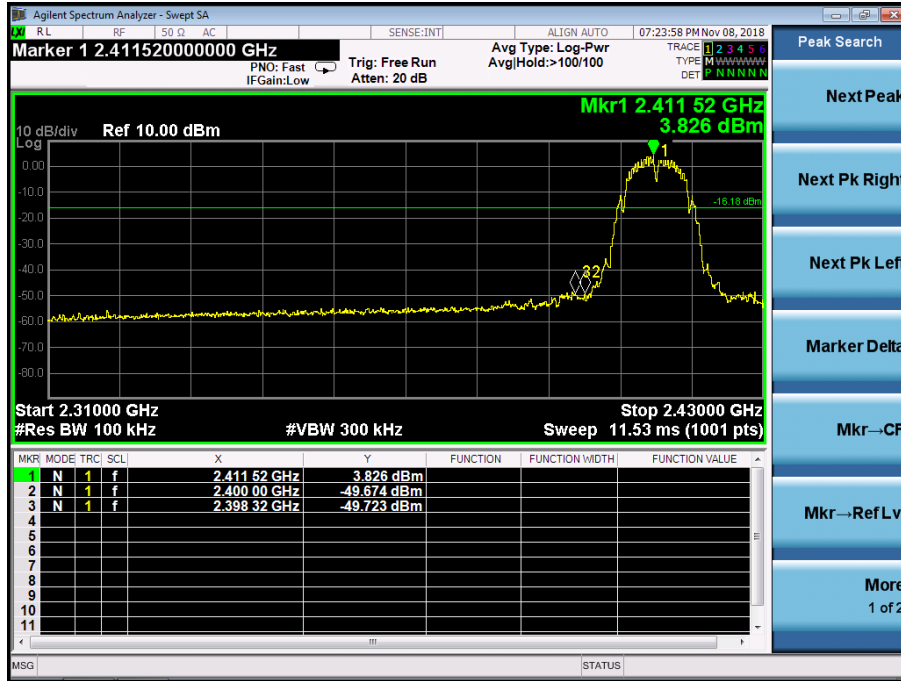 Agilent Spectrum Analyzer - Swept SA
LXI RL RF 50 Ω AC SENSE:INT ALIGN AUTO 07:23:58 PM Nov 08, 2018
Marker 1 2.411520000000 GHz
PNO: Fast
IFGain:Low
Trig: Free Run
Atten: 20 dB
Avg Type: Log-Pwr
Avg|Hold:>100/100
TRACE 1 2 3 4 5 6
TYPE M W W W W W
DET P N N N N N
Mkr1 2.411 52 GHz
3.826 dBm
10 dB/div Ref 10.00 dBm
Log
1
0.00
-10.0
-16.18 dBm
-20.0
-30.0
-40.0
32
-50.0
-60.0
-70.0
-80.0
Start 2.31000 GHz Stop 2.43000 GHz
#Res BW 100 kHz #VBW 300 kHz Sweep 11.53 ms (1001 pts)
MKR MODE TRC SCL X Y FUNCTION FUNCTION WIDTH FUNCTION VALUE
1 N 1 f 2.411 52 GHz 3.826 dBm
2 N 1 f 2.400 00 GHz -49.674 dBm
3 N 1 f 2.398 32 GHz -49.723 dBm
4
5
6
7
8
9
10
11
MSG STATUS
Peak Search
Next Peak
Next Pk Right
Next Pk Left
Marker Delta
Mkr→CF
Mkr→Ref Lv
More
1 of 2